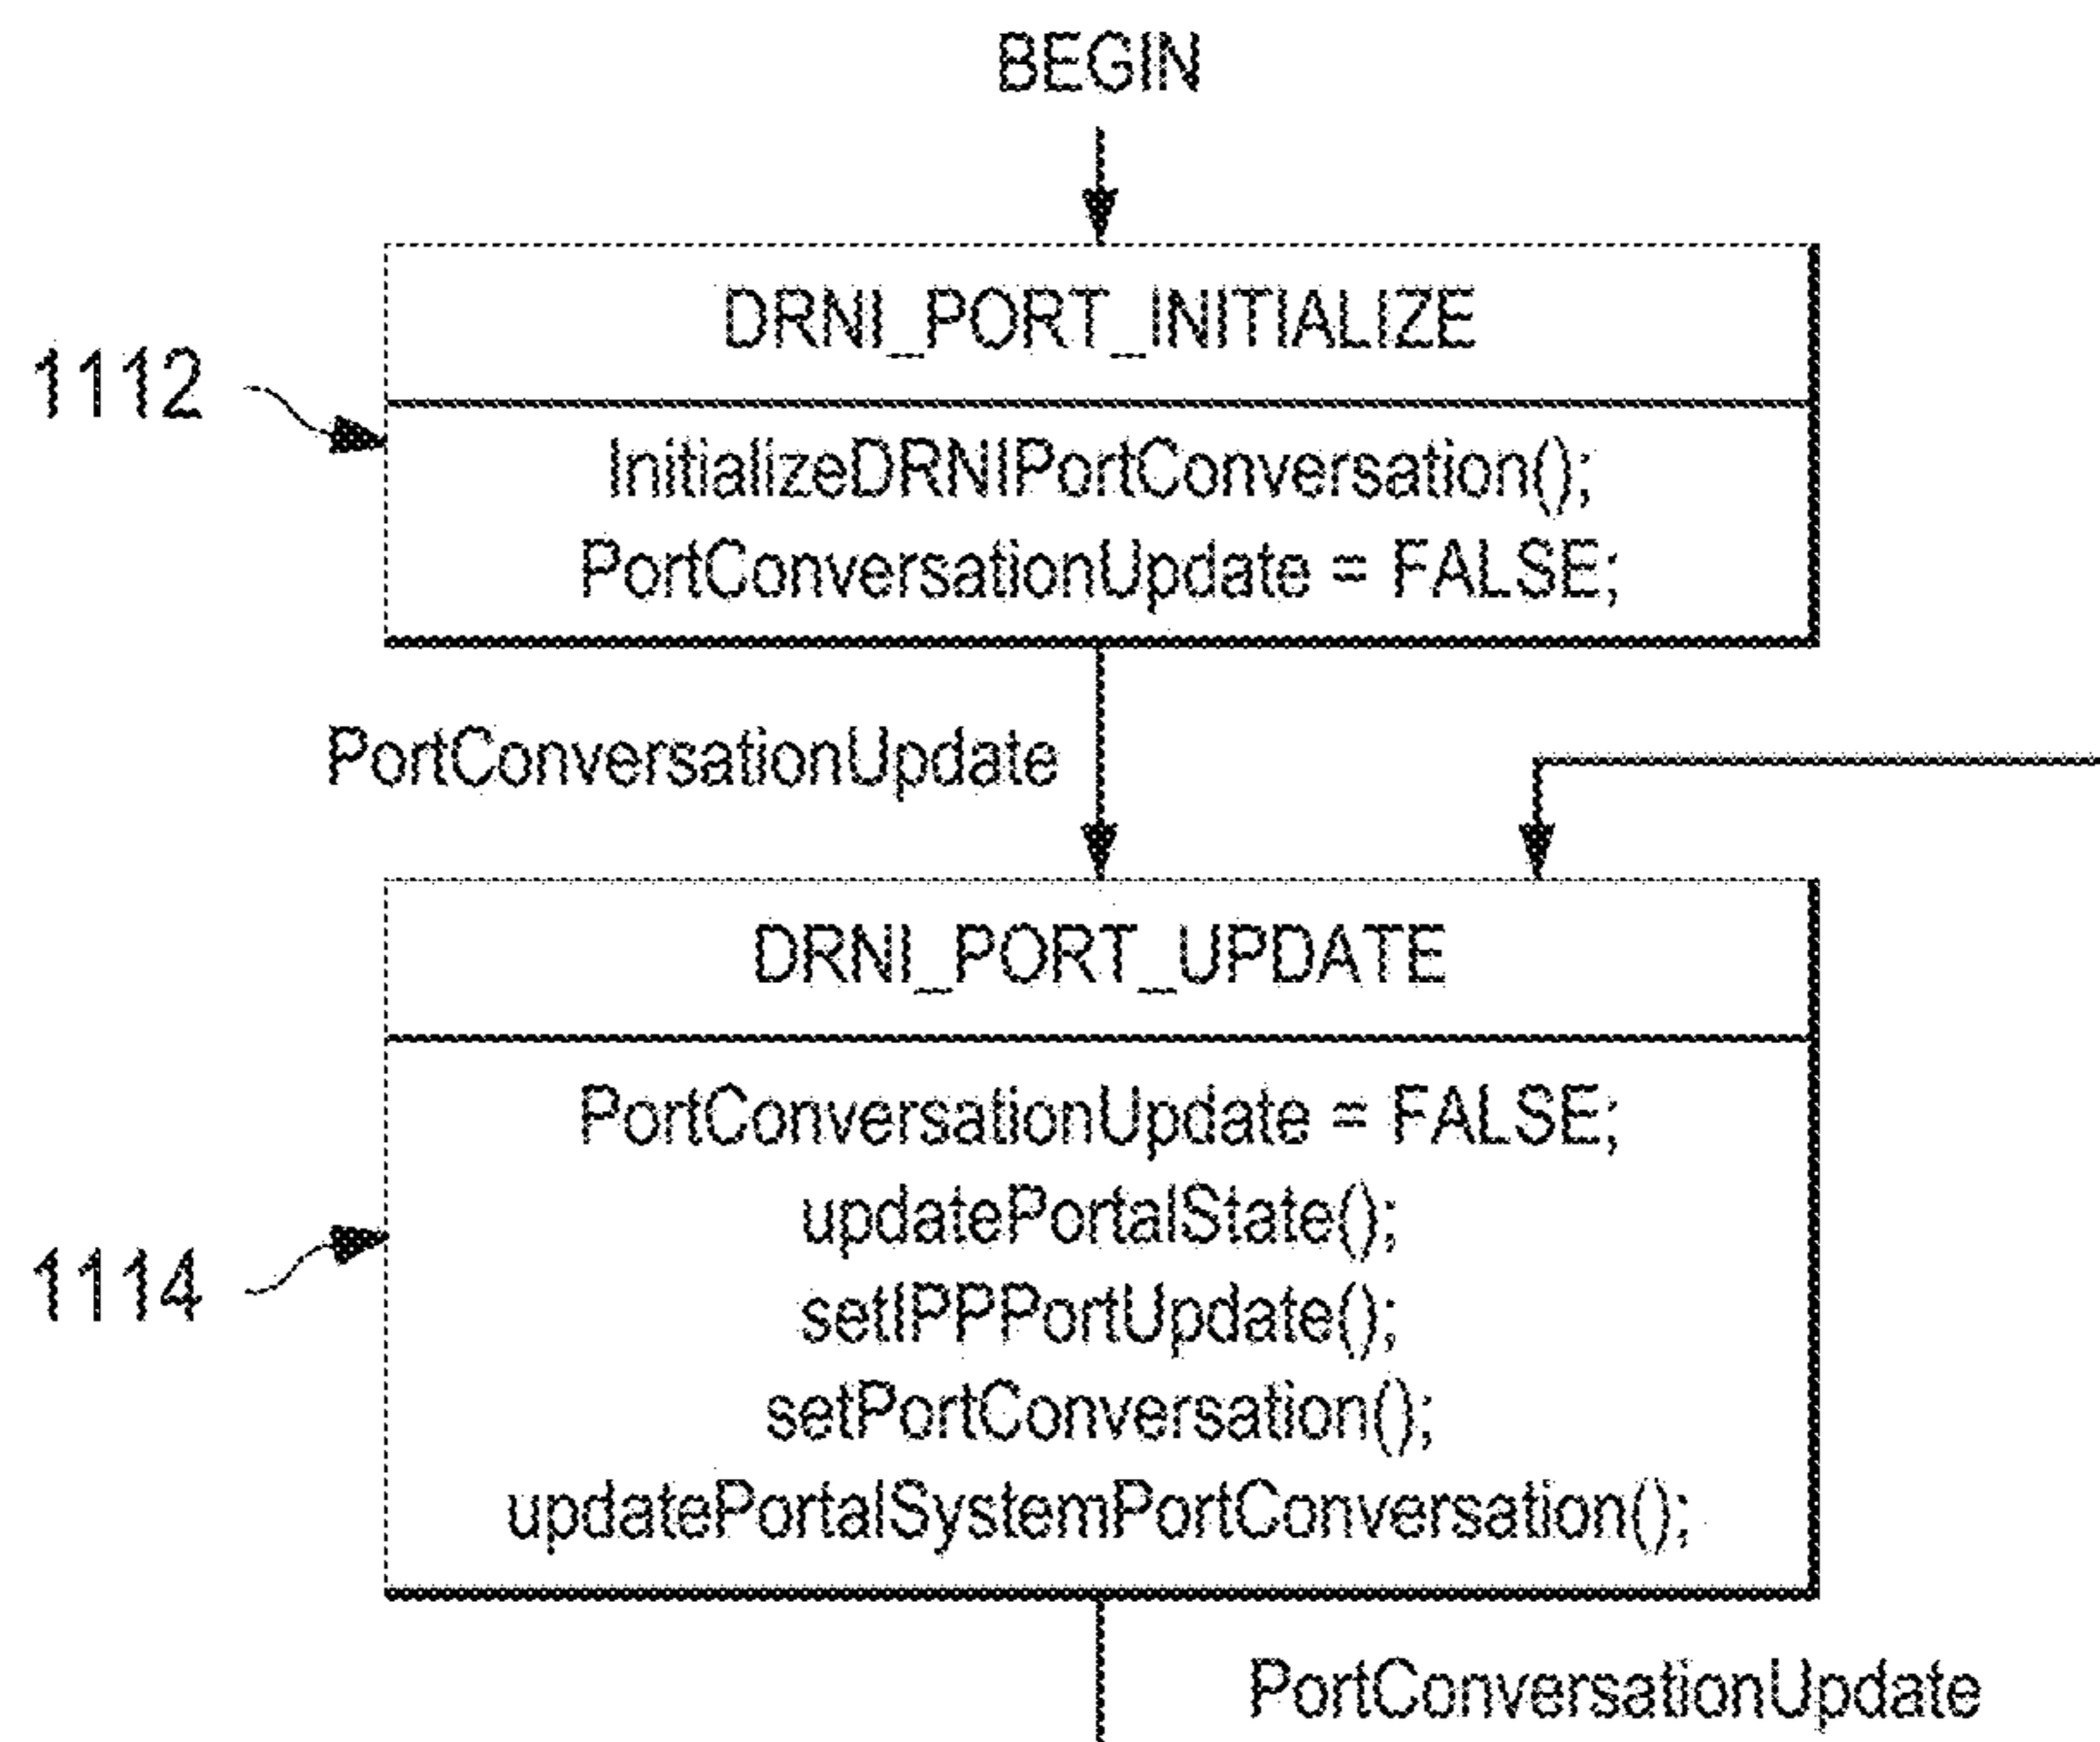 BEGIN
DRNI_PORT_INITIALIZE
1112
InitializeDRNIPortConversation();
PortConversationUpdate = FALSE;
PortConversationUpdate
DRNI_PORT_UPDATE
PortConversationUpdate = FALSE;
updatePortalState();
1114
setIPPPortUpdate();
setPortConversation();
updatePortalSystemPortConversation();
PortConversationUpdate